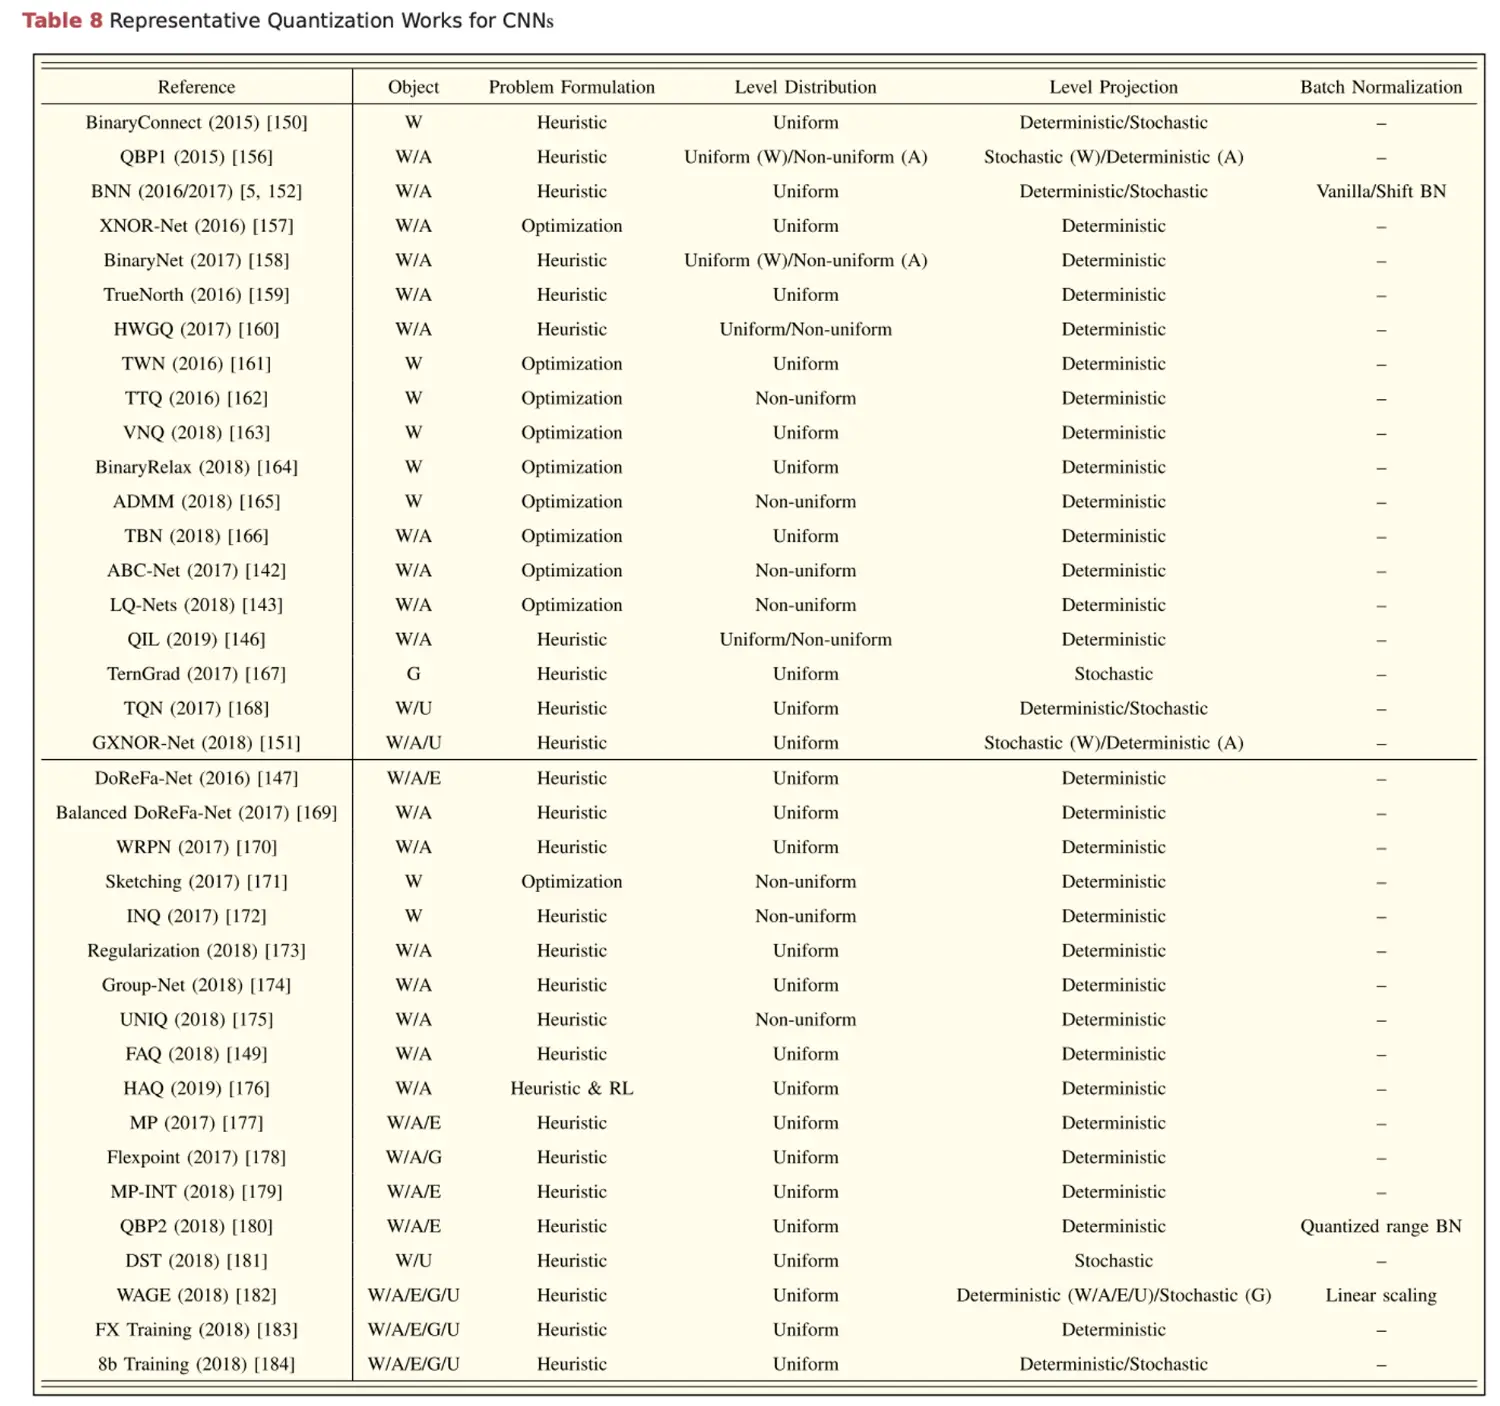 Table 8 Representative Quantization Works for CNNs
Reference Object Problem Formulation Level Distribution Level Projection Batch Normalization
BinaryConnect (2015) [150] W Heuristic Uniform Deterministic/Stochastic –
QBP1 (2015) [156] W/A Heuristic Uniform (W)/Non-uniform (A) Stochastic (W)/Deterministic (A) –
BNN (2016/2017) [5, 152] W/A Heuristic Uniform Deterministic/Stochastic Vanilla/Shift BN
XNOR-Net (2016) [157] W/A Optimization Uniform Deterministic –
BinaryNet (2017) [158] W/A Heuristic Uniform (W)/Non-uniform (A) Deterministic –
TrueNorth (2016) [159] W/A Heuristic Uniform Deterministic –
HWGQ (2017) [160] W/A Heuristic Uniform/Non-uniform Deterministic –
TWN (2016) [161] W Optimization Uniform Deterministic –
TTQ (2016) [162] W Optimization Non-uniform Deterministic –
VNQ (2018) [163] W Optimization Uniform Deterministic –
BinaryRelax (2018) [164] W Optimization Uniform Deterministic –
ADMM (2018) [165] W Optimization Non-uniform Deterministic –
TBN (2018) [166] W/A Optimization Uniform Deterministic –
ABC-Net (2017) [142] W/A Optimization Non-uniform Deterministic –
LQ-Nets (2018) [143] W/A Optimization Non-uniform Deterministic –
QIL (2019) [146] W/A Heuristic Uniform/Non-uniform Deterministic –
TernGrad (2017) [167] G Heuristic Uniform Stochastic –
TQN (2017) [168] W/U Heuristic Uniform Deterministic/Stochastic –
GXNOR-Net (2018) [151] W/A/U Heuristic Uniform Stochastic (W)/Deterministic (A) –
DoReFa-Net (2016) [147] W/A/E Heuristic Uniform Deterministic –
Balanced DoReFa-Net (2017) [169] W/A Heuristic Uniform Deterministic –
WRPN (2017) [170] W/A Heuristic Uniform Deterministic –
Sketching (2017) [171] W Optimization Non-uniform Deterministic –
INQ (2017) [172] W Heuristic Non-uniform Deterministic –
Regularization (2018) [173] W/A Heuristic Uniform Deterministic –
Group-Net (2018) [174] W/A Heuristic Uniform Deterministic –
UNIQ (2018) [175] W/A Heuristic Non-uniform Deterministic –
FAQ (2018) [149] W/A Heuristic Uniform Deterministic –
HAQ (2019) [176] W/A Heuristic & RL Uniform Deterministic –
MP (2017) [177] W/A/E Heuristic Uniform Deterministic –
Flexpoint (2017) [178] W/A/G Heuristic Uniform Deterministic –
MP-INT (2018) [179] W/A/E Heuristic Uniform Deterministic –
QBP2 (2018) [180] W/A/E Heuristic Uniform Deterministic Quantized range BN
DST (2018) [181] W/U Heuristic Uniform Stochastic –
WAGE (2018) [182] W/A/E/G/U Heuristic Uniform Deterministic (W/A/E/U)/Stochastic (G) Linear scaling
FX Training (2018) [183] W/A/E/G/U Heuristic Uniform Deterministic –
8b Training (2018) [184] W/A/E/G/U Heuristic Uniform Deterministic/Stochastic –